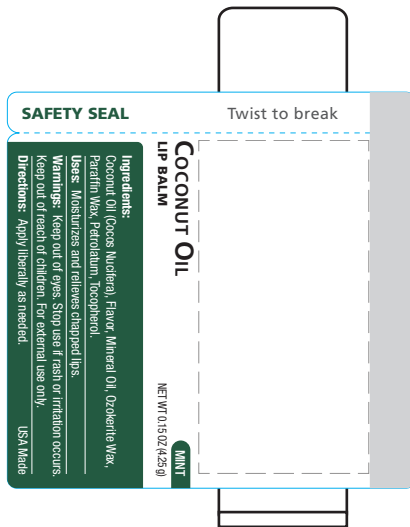 SAFETY SEAL
Twist to break
COCONUT OIL
LIP BALM
NET WT 0.15 OZ (4.25 g)
MINT
Ingredients:
Coconut Oil (Cocos Nucifera), Flavor, Mineral Oil, Ozokerite Wax,
Paraffin Wax, Petrolatum, Tocopherol.
Uses: Moisturizes and relieves chapped lips.
Warnings: Keep out of eyes. Stop use if rash or irritation occurs.
Keep out of reach of children. For external use only.
Directions: Apply liberally as needed.
USA Made